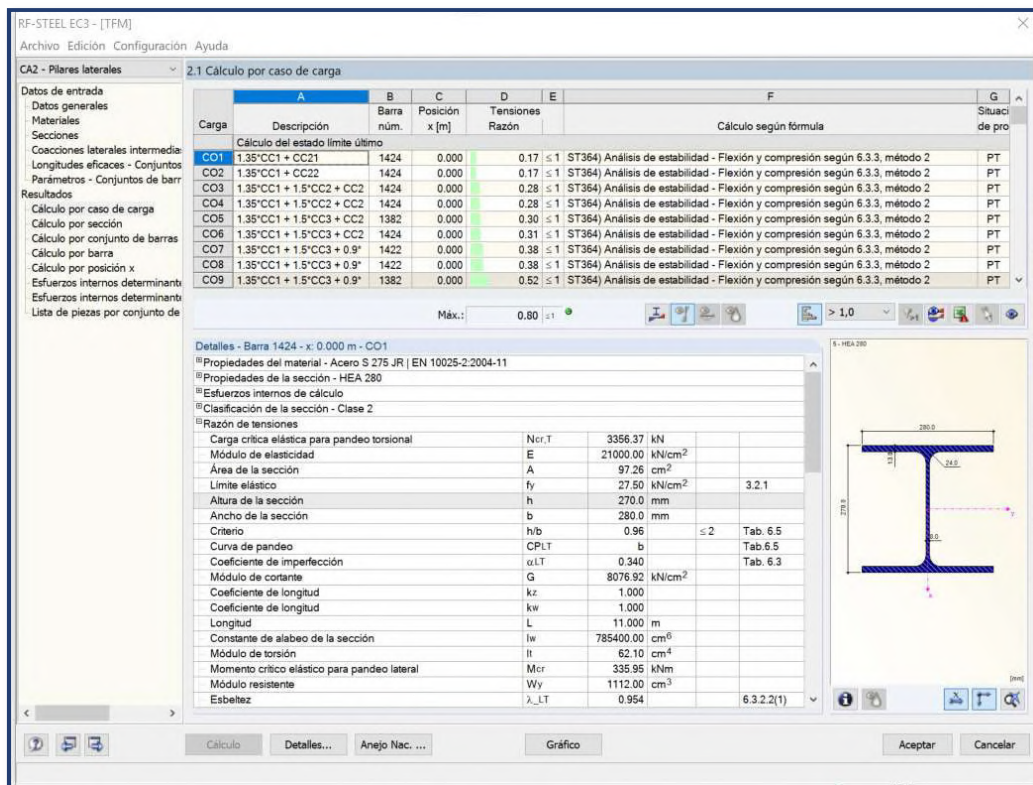 RF-STEEL EC3 - [TFM]
Archivo Edición Configuración Ayuda
CA2 - Pilares laterales
2.1 Cálculo por caso de carga
Datos de entrada
Datos generales
Materiales
Secciones
Coacciones laterales intermedia
Longitudes eficaces - Conjuntos
Parámetros - Conjuntos de barr
Resultados
Cálculo por caso de carga
Cálculo por sección
Cálculo por conjunto de barras
Cálculo por barra
Cálculo por posición x
Esfuerzos internos determinante
Esfuerzos internos determinante
Lista de piezas por conjunto de
A B C D E F G
Barra Posición Tensiones Situaci
Carga Descripción núm. x [m] Razón Cálculo según fórmula de pro
Cálculo del estado límite último
CO1 1.35*CC1 + CC21 1424 0.000 0.17 ≤ 1 ST364) Análisis de estabilidad - Flexión y compresión según 6.3.3, método 2 PT
CO2 1.35*CC1 + CC22 1424 0.000 0.17 ≤ 1 ST364) Análisis de estabilidad - Flexión y compresión según 6.3.3, método 2 PT
CO3 1.35*CC1 + 1.5*CC2 + CC2 1424 0.000 0.28 ≤ 1 ST364) Análisis de estabilidad - Flexión y compresión según 6.3.3, método 2 PT
CO4 1.35*CC1 + 1.5*CC2 + CC2 1424 0.000 0.28 ≤ 1 ST364) Análisis de estabilidad - Flexión y compresión según 6.3.3, método 2 PT
CO5 1.35*CC1 + 1.5*CC3 + CC2 1382 0.000 0.30 ≤ 1 ST364) Análisis de estabilidad - Flexión y compresión según 6.3.3, método 2 PT
CO6 1.35*CC1 + 1.5*CC3 + CC2 1424 0.000 0.31 ≤ 1 ST364) Análisis de estabilidad - Flexión y compresión según 6.3.3, método 2 PT
CO7 1.35*CC1 + 1.5*CC3 + 0.9* 1422 0.000 0.38 ≤ 1 ST364) Análisis de estabilidad - Flexión y compresión según 6.3.3, método 2 PT
CO8 1.35*CC1 + 1.5*CC3 + 0.9* 1422 0.000 0.38 ≤ 1 ST364) Análisis de estabilidad - Flexión y compresión según 6.3.3, método 2 PT
CO9 1.35*CC1 + 1.5*CC3 + 0.9* 1382 0.000 0.52 ≤ 1 ST364) Análisis de estabilidad - Flexión y compresión según 6.3.3, método 2 PT
Máx.: 0.80 ≤1 > 1,0
Detalles - Barra 1424 - x: 0.000 m - CO1
Propiedades del material - Acero S 275 JR | EN 10025-2:2004-11
Propiedades de la sección - HEA 280
Esfuerzos internos de cálculo
Clasificación de la sección - Clase 2
Razón de tensiones
Carga crítica elástica para pandeo torsional Ncr,T 3356.37 kN
Módulo de elasticidad E 21000.00 kN/cm2
Área de la sección A 97.26 cm2
Límite elástico fy 27.50 kN/cm2 3.2.1
Altura de la sección h 270.0 mm
Ancho de la sección b 280.0 mm
Criterio h/b 0.96 ≤ 2 Tab. 6.5
Curva de pandeo CPLT b Tab.6.5
Coeficiente de imperfección αLT 0.340 Tab. 6.3
Módulo de cortante G 8076.92 kN/cm2
Coeficiente de longitud kz 1.000
Coeficiente de longitud kw 1.000
Longitud L 11.000 m
Constante de alabeo de la sección Iw 785400.00 cm6
Módulo de torsión It 62.10 cm4
Momento crítico elástico para pandeo lateral Mcr 335.95 kNm
Módulo resistente Wy 1112.00 cm3
Esbeltez λ_LT 0.954 6.3.2.2(1)
5 - HEA 280
280.0
13.0
24.0
270.0
8.0
y
z
[mm]
Cálculo Detalles... Anejo Nac. ... Gráfico Aceptar Cancelar